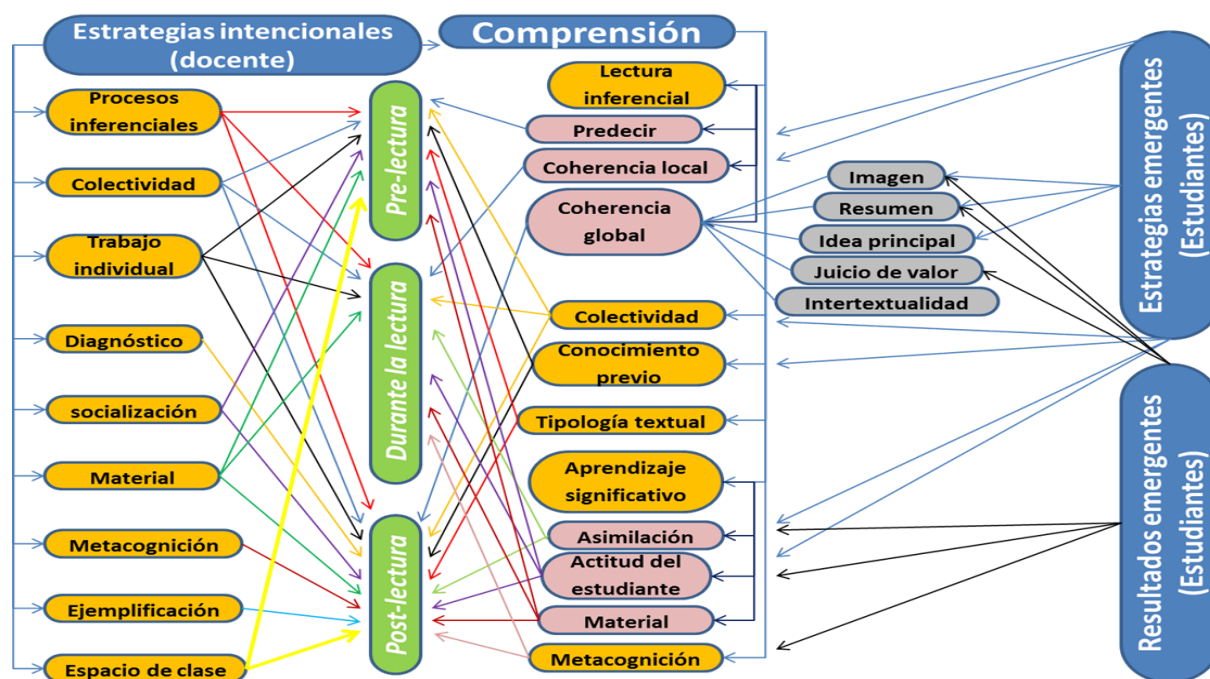 Estrategias intencionales
(docente)
Procesos
inferenciales
Colectividad
Trabajo
individual
Diagnóstico
socialización
Material
Metacognición
Ejemplificación
Espacio de clase
Pre-lectura
Durante la lectura
Post-lectura
Comprensión
Lectura
inferencial
Predecir
Coherencia local
Coherencia
global
Colectividad
Conocimiento
previo
Tipología textual
Aprendizaje
significativo
Asimilación
Actitud del
estudiante
Material
Metacognición
Imagen
Resumen
Idea principal
Juicio de valor
Intertextualidad
Estrategias emergentes
(Estudiantes)
Resultados emergentes
(Estudiantes)